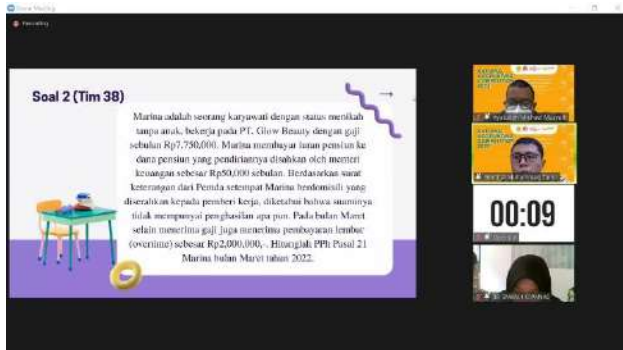 Zoom Meeting
Recording
Soal 2 (Tim 38)
Marina adalah seorang karyawati dengan status menikah
tanpa anak, bekerja pada PT. Glow Beauty dengan gaji
sebulan Rp7.750,000. Marina membayar iuran pensiun ke
dana pensiun yang pendiriannya disahkan oleh menteri
keuangan sebesar Rp50,000 sebulan. Berdasarkan surat
keterangan dari Pemda setempat Marina berdomisili yang
diserahkan kepada pemberi kerja, diketahui bahwa suaminya
tidak mempunyai penghasilan apa pun. Pada bulan Maret
selain menerima gaji juga menerima pembayaran lembur
(overtime) sebesar Rp2,000,000,-. Hitunglah PPh Pasal 21
Marina bulan Maret tahun 2022.
00:09